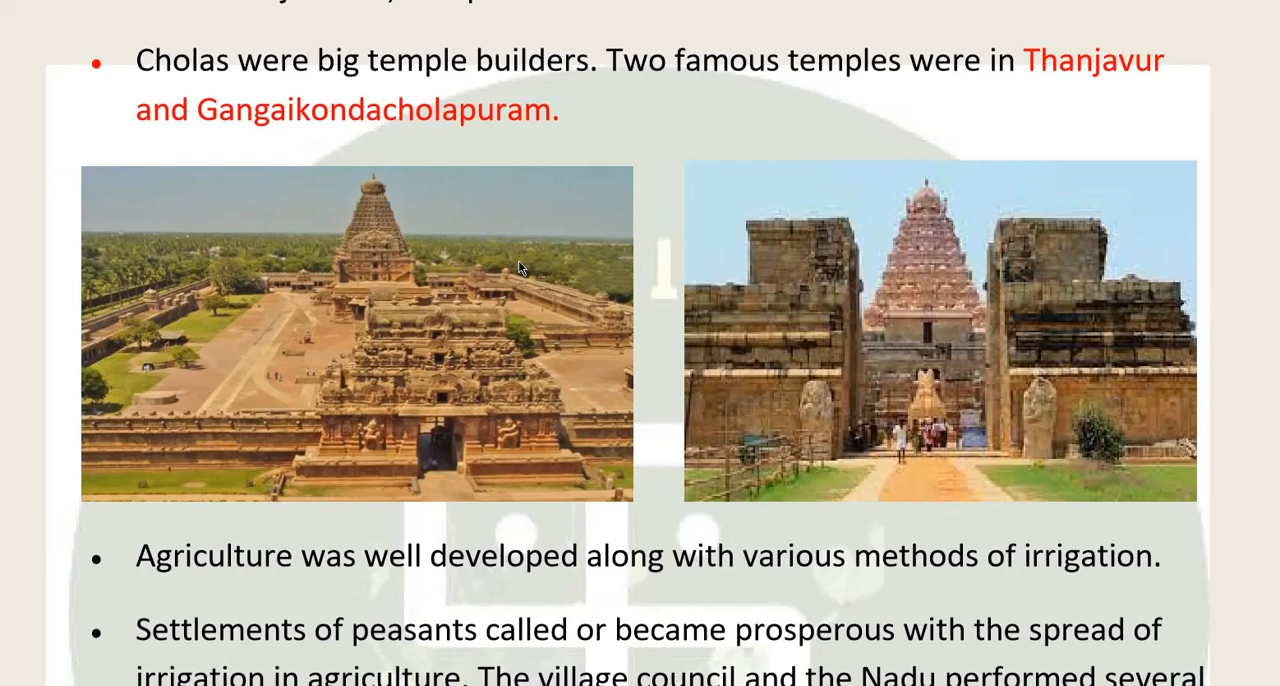 Cholas were big temple builders. Two famous temples were in Thanjavur
and Gangaikondacholapuram.
Agriculture was well developed along with various methods of irrigation.
Settlements of peasants called or became prosperous with the spread of
irrigation in agriculture. The village council and the Nadu performed several